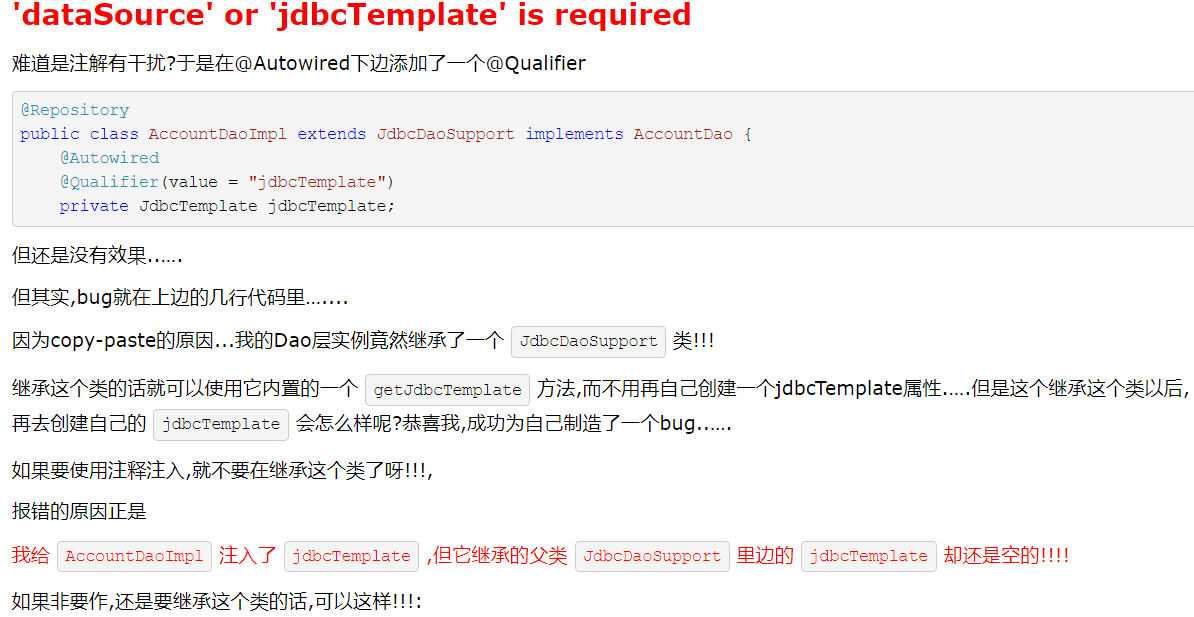 'dataSource' or 'jdbcTemplate' is required
难道是注解有干扰?于是在@Autowired下边添加了一个@Qualifier
@Repository
public class AccountDaoImpl extends JdbcDaoSupport implements AccountDao {
@Autowired
@Qualifier(value = "jdbcTemplate")
private JdbcTemplate jdbcTemplate;
但还是没有效果……
但其实,bug就在上边的几行代码里…....
因为copy-paste的原因...我的Dao层实例竟然继承了一个 JdbcDaoSupport 类!!!
继承这个类的话就可以使用它内置的一个 getJdbcTemplate 方法,而不用再自己创建一个jdbcTemplate属性…..但是这个继承这个类以后,
再去创建自己的 jdbcTemplate 会怎么样呢?恭喜我,成功为自己制造了一个bug……
如果要使用注释注入,就不要在继承这个类了呀!!!,
报错的原因正是
我给 AccountDaoImpl 注入了 jdbcTemplate ,但它继承的父类 JdbcDaoSupport 里边的 jdbcTemplate 却还是空的!!!!
如果非要作,还是要继承这个类的话,可以这样!!!: